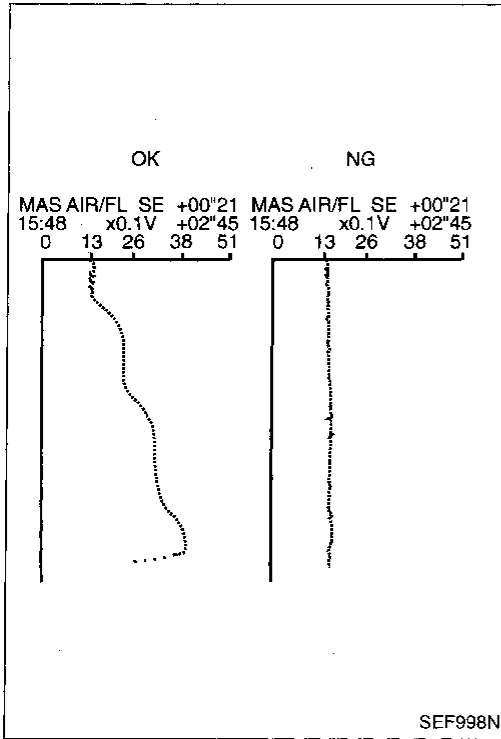 OK
NG
MAS AIR/FL SE +00"21
15:48 x0.1V +02"45
0 13 26 38 51
MAS AIR/FL SE +00"21
15:48 x0.1V +02"45
0 13 26 38 51
SEF998N